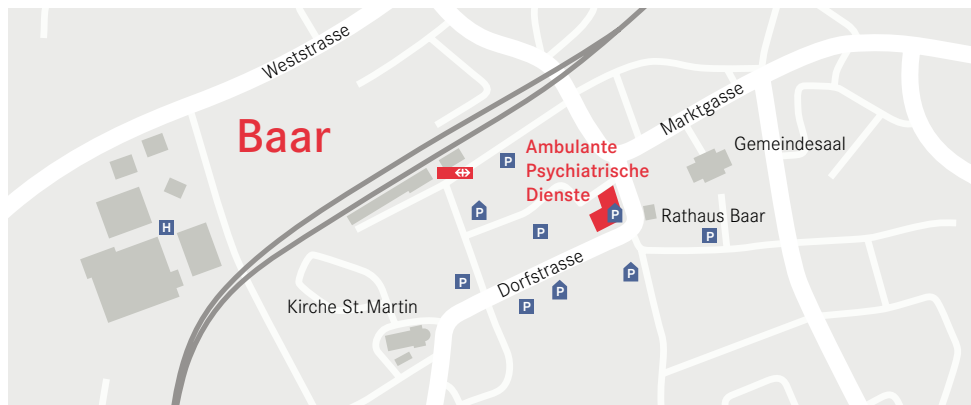 Weststrasse
Baar
Marktgasse
Gemeindesaal
Ambulante
Psychiatrische
Dienste
P
P
P
P
Rathaus Baar
P
H
Dorfstrasse
P
P
P
P
Kirche St. Martin